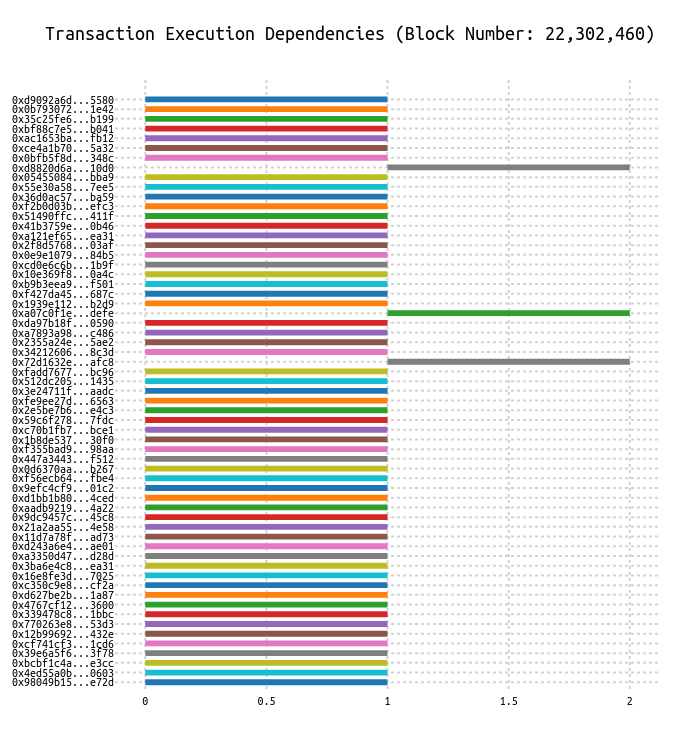 Transaction Execution Dependencies (Block Number: 22,302,460)
0xd9092a6d...5580
0x0b793072...1e42
0x35c25fe6...b199
0xbf88c7e5...b041
0xac1653ba...fb12
0xce4a1b70...5a32
0x0bfb5f8d...348c
0xd8820d6a...10d0
0x05455084...bba9
0x55e30a58...7ee5
0x36d0ac57...ba59
0xf2b0d03b...efc3
0x51490ffc...411f
0x41b3759e...0b46
0xa121ef65...ea31
0x2f8d5768...03af
0x0e9e1079...84b5
0xcd0e6c6b...1b9f
0x10e369f8...0a4c
0xb9b3eea9...f501
0xf427da45...687c
0x1939e112...b2d9
0xa07c0f1e...defe
0xda97b18f...0590
0xa7893a98...c486
0x2355a24e...5ae2
0x34212606...8c3d
0x72d1632e...afc8
0xfadd7677...bc96
0x512dc205...1435
0x3e24711f...aadc
0xfe9ee27d...6563
0x2e5be7b6...e4c3
0x59c6f278...7fdc
0xc70b1fb7...bce1
0x1b8de537...30f0
0xf355bad9...98aa
0x447a3443...f512
0x0d6370aa...b267
0xf56ecb64...fbe4
0x9efc4cf9...01c2
0xd1bb1b80...4ced
0xaadb9219...4a22
0x9dc9457c...45c8
0x21a2aa55...4e58
0x11d7a78f...ad73
0xd243a6e4...ae01
0xa3350d47...d28d
0x3ba6e4c8...ea31
0x16e8fe3d...7025
0xc350c9e8...cf2a
0xd627be2b...1a87
0x4767cf12...3600
0x339478c8...1bbc
0x770263e8...53d3
0x12b99692...432e
0xcf741cf3...1cd6
0x39e6a5f6...3f78
0xbcbf1c4a...e3cc
0x4ed55a0b...0603
0x98049b15...e72d
0 0.5 1 1.5 2